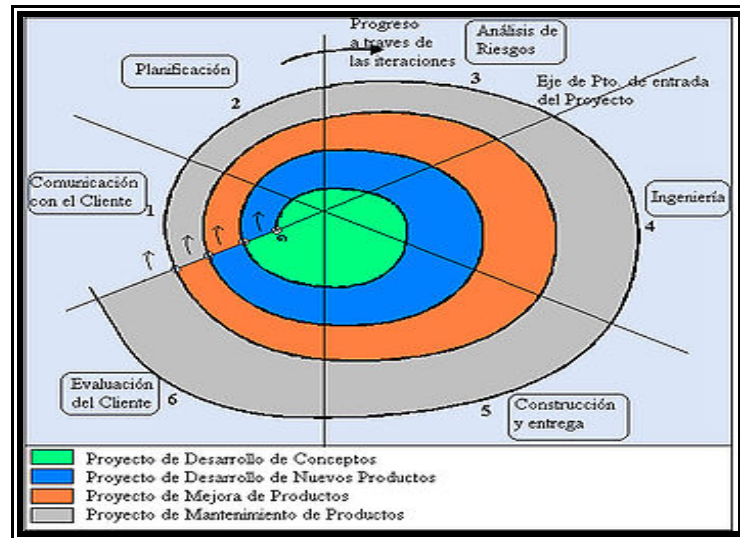 Progreso
a traves de
las iteraciones
Análisis de
Riesgos
Planificación
2
3
Eje de Pto. de entrada
del Proyecto
Comunicación
con el Cliente
1
Ingeniería
4
Evaluación
del Cliente
6
5
Construcción
y entrega
Proyecto de Desarrollo de Conceptos
Proyecto de Desarrollo de Nuevos Productos
Proyecto de Mejora de Productos
Proyecto de Mantenimiento de Productos